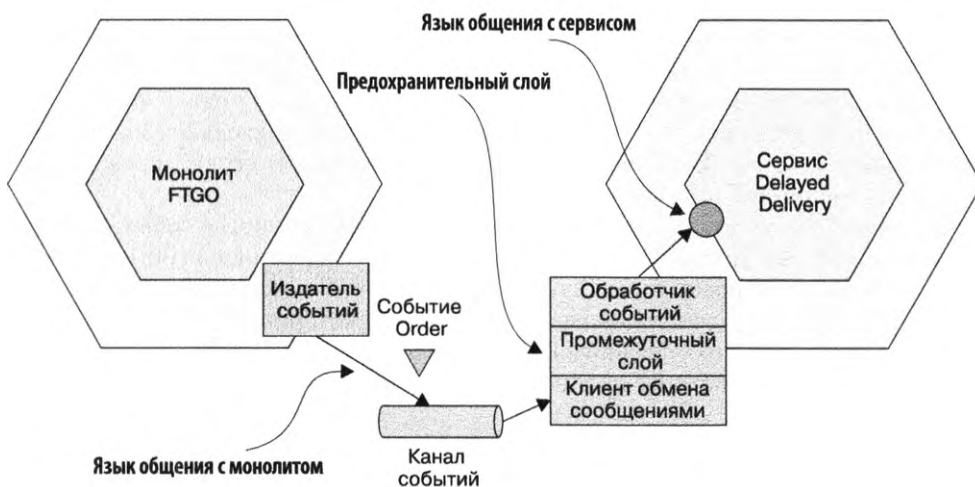 Язык общения с сервисом
Предохранительный слой
Монолит
FTGO
Сервис
Delayed
Delivery
Издатель
событий
Событие
Order
Обработчик
событий
Промежуточный
слой
Клиент обмена
сообщениями
Язык общения с монолитом
Канал
событий